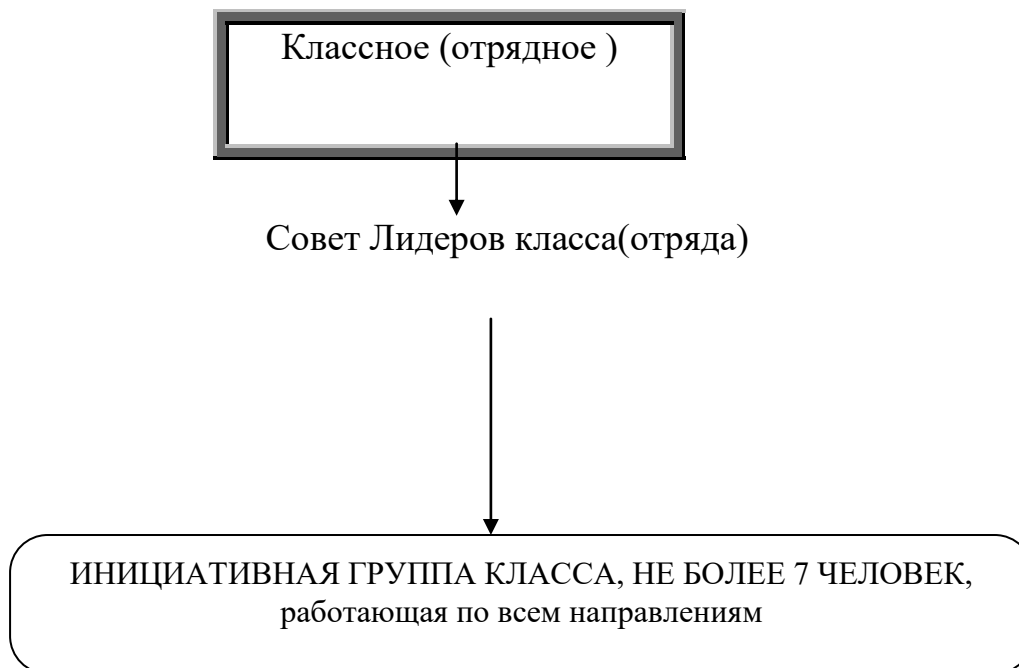 Классное (отрядное )
Совет Лидеров класса(отряда)
ИНИЦИАТИВНАЯ ГРУППА КЛАССА, НЕ БОЛЕЕ 7 ЧЕЛОВЕК,
работающая по всем направлениям